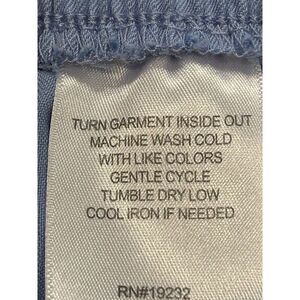 TURN GARMENT INSIDE OUT
MACHINE WASH COLD
WITH LIKE COLORS
GENTLE CYCLE
TUMBLE DRY LOW
COOL IRON IF NEEDED
RN#19232